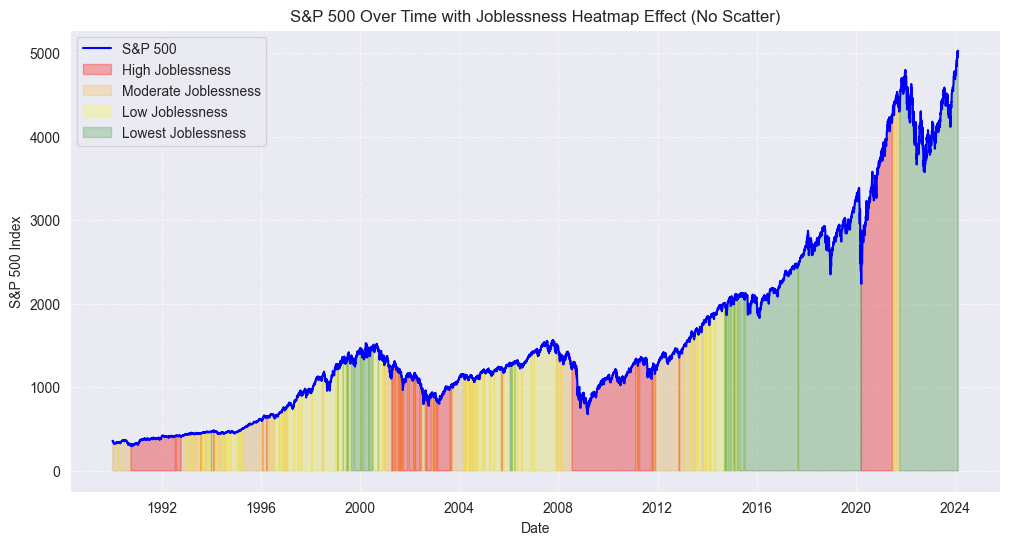 S&P 500 Over Time with Joblessness Heatmap Effect (No Scatter)
S&P 500
High Joblessness
Moderate Joblessness
Low Joblessness
Lowest Joblessness
S&P 500 Index
5000
4000
3000
2000
1000
0
1992 1996 2000 2004 2008 2012 2016 2020 2024
Date